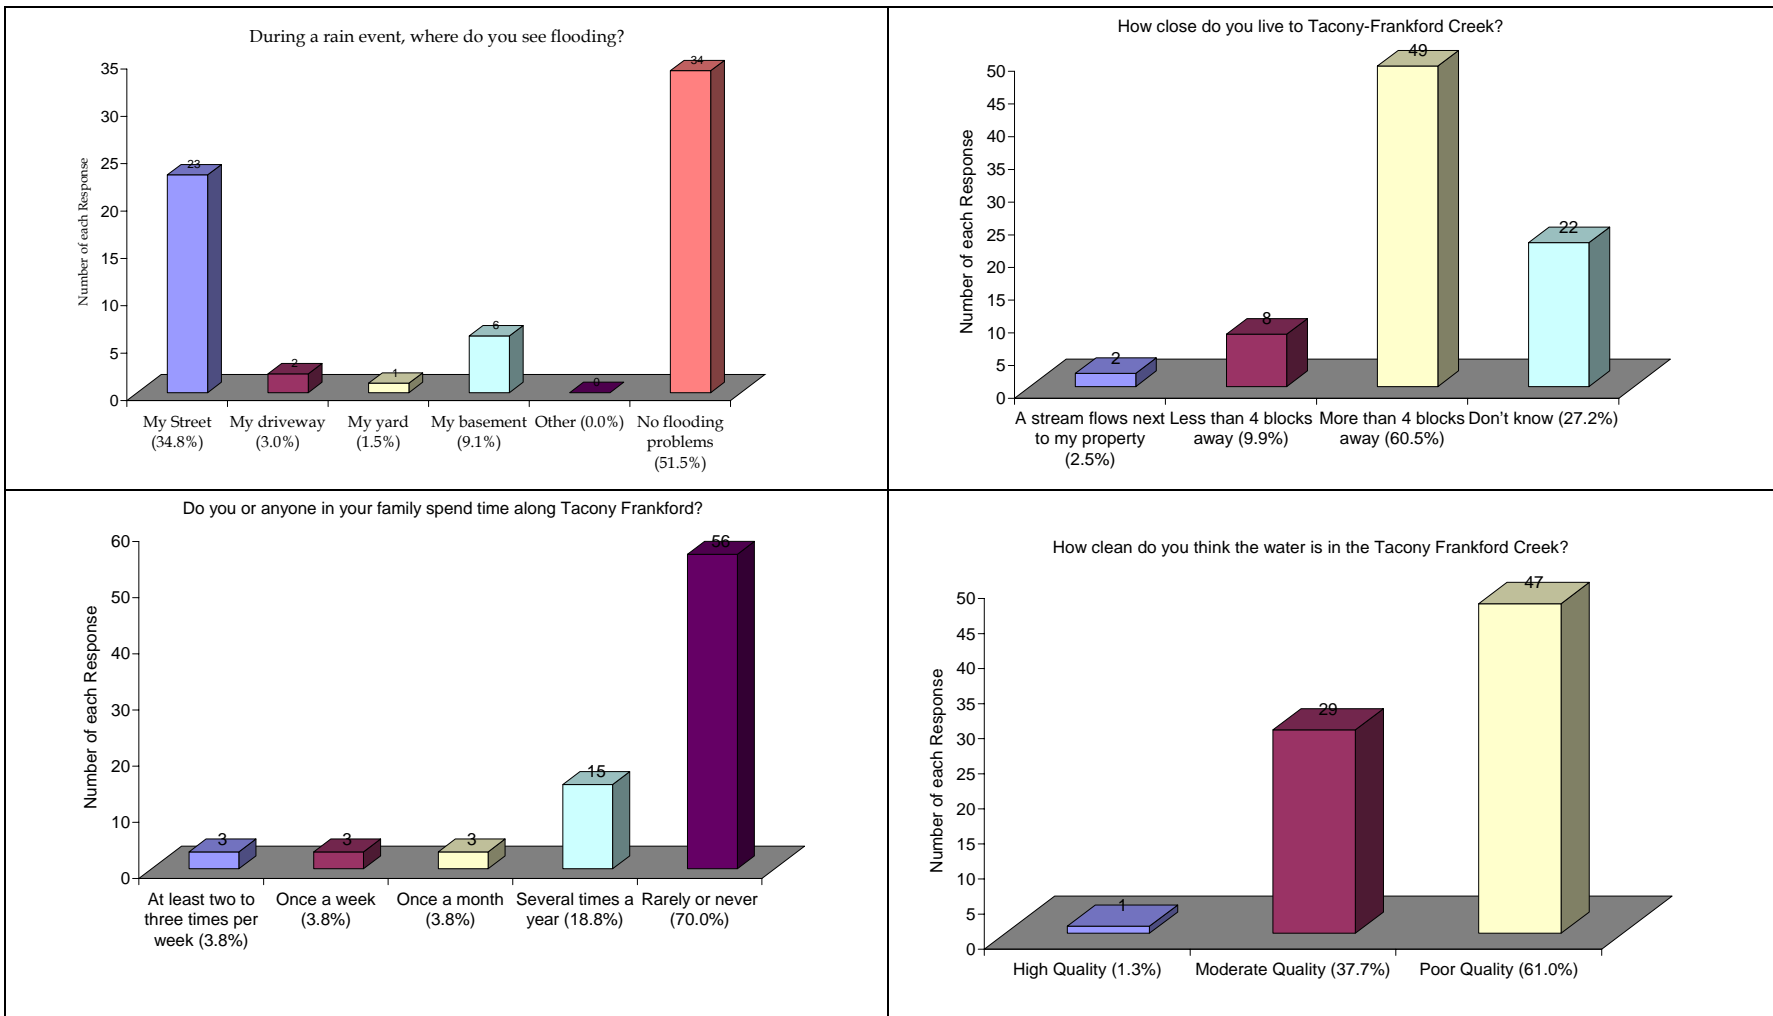 During a rain event, where do you see flooding?
Number of each Response
35
30
25
20
15
10
5
0
23
2
1
6
0
34
My Street
(34.8%)
My driveway
(3.0%)
My yard
(1.5%)
My basement
(9.1%)
Other (0.0%)
No flooding
problems
(51.5%)
How close do you live to Tacony-Frankford Creek?
Number of each Response
50
45
40
35
30
25
20
15
10
5
0
2
8
49
22
A stream flows next
to my property
(2.5%)
Less than 4 blocks
away (9.9%)
More than 4 blocks
away (60.5%)
Don't know (27.2%)
Do you or anyone in your family spend time along Tacony Frankford?
Number of each Response
60
50
40
30
20
10
0
3
3
3
15
56
At least two to
three times per
week (3.8%)
Once a week
(3.8%)
Once a month
(3.8%)
Several times a
year (18.8%)
Rarely or never
(70.0%)
How clean do you think the water is in the Tacony Frankford Creek?
Number of each Response
50
45
40
35
30
25
20
15
10
5
0
1
29
47
High Quality (1.3%)
Moderate Quality (37.7%)
Poor Quality (61.0%)